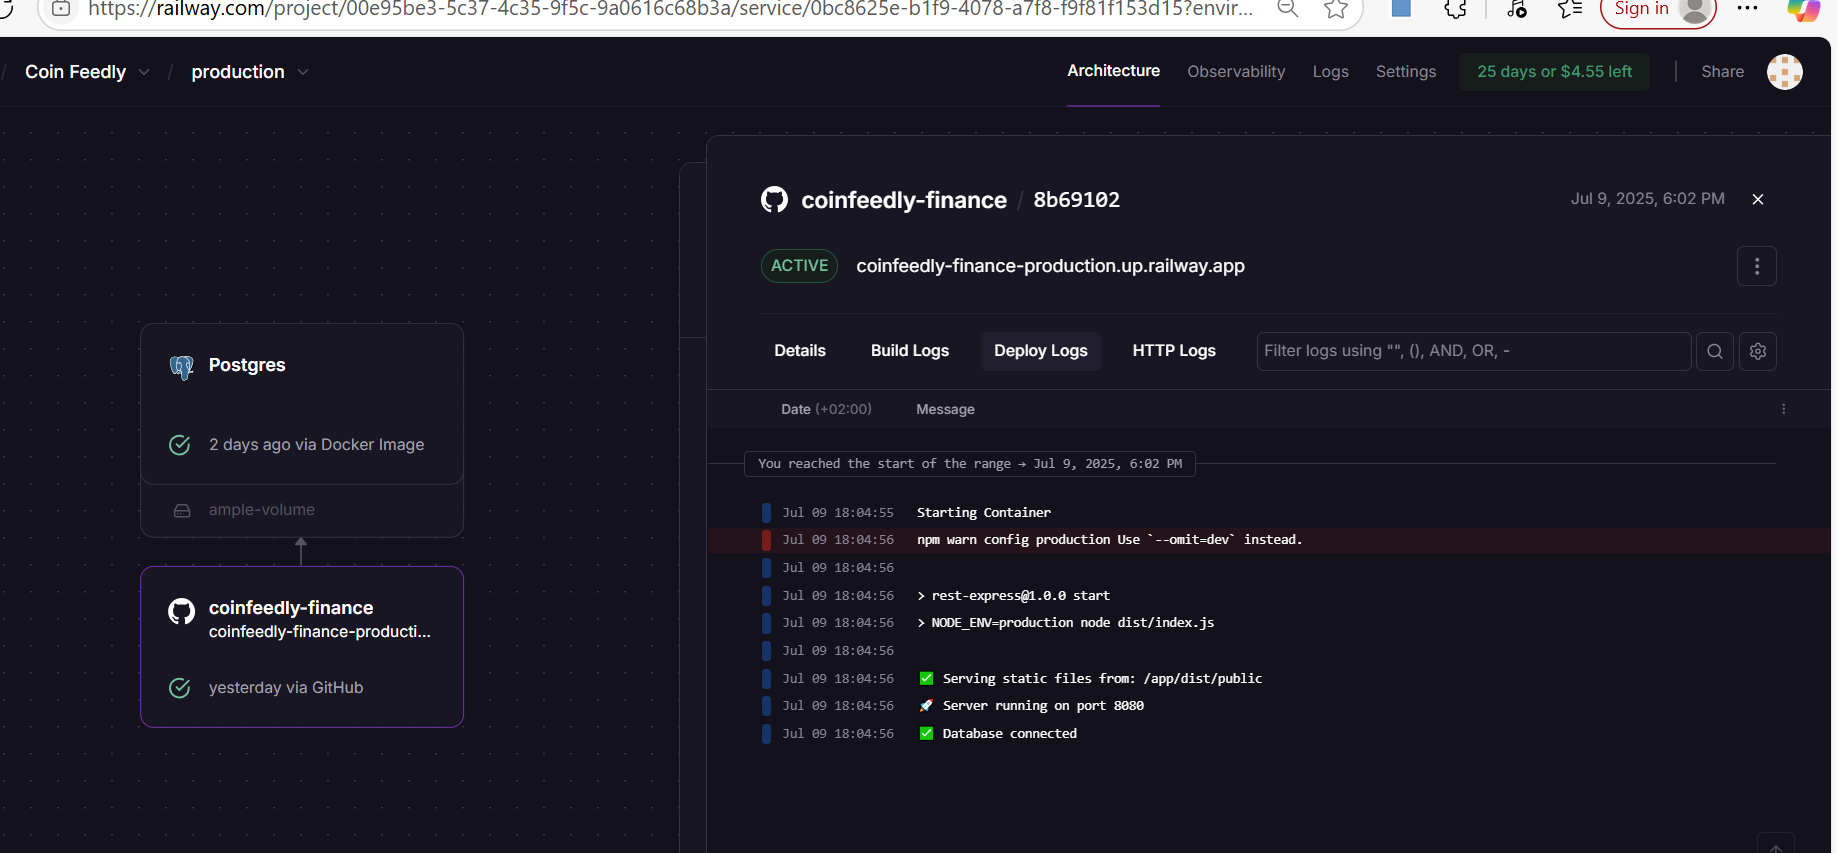 https://railway.com/project/00e95be3-5c37-4c35-9f5c-9a0616c68b3a/service/0bc8625e-b1f9-4078-a7f8-f9f81f153d15?envir...
Sign in
Coin Feedly / production
Architecture Observability Logs Settings 25 days or $4.55 left Share
coinfeedly-finance / 8b69102
Jul 9, 2025, 6:02 PM
ACTIVE coinfeedly-finance-production.up.railway.app
Details Build Logs Deploy Logs HTTP Logs Filter logs using "", (), AND, OR, -
Date (+02:00) Message
You reached the start of the range → Jul 9, 2025, 6:02 PM
Jul 09 18:04:55 Starting Container
Jul 09 18:04:56 npm warn config production Use `--omit=dev` instead.
Jul 09 18:04:56
Jul 09 18:04:56 > rest-express@1.0.0 start
Jul 09 18:04:56 > NODE_ENV=production node dist/index.js
Jul 09 18:04:56
Jul 09 18:04:56 ✅ Serving static files from: /app/dist/public
Jul 09 18:04:56 🚀 Server running on port 8080
Jul 09 18:04:56 ✅ Database connected
Postgres
2 days ago via Docker Image
ample-volume
coinfeedly-finance
coinfeedly-finance-producti...
yesterday via GitHub